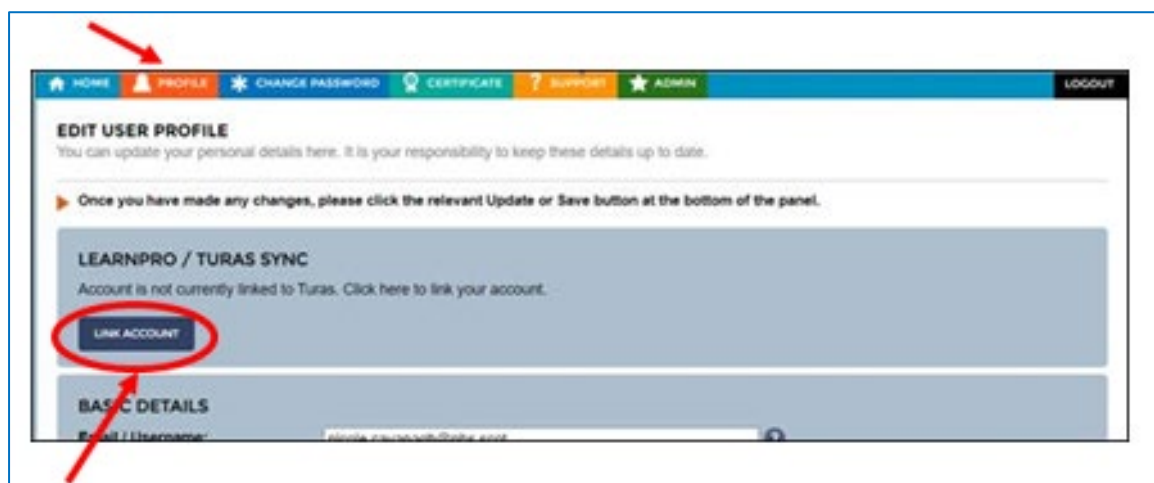 HOME PROFILE CHANGE PASSWORD CERTIFICATE SUPPORT ADMIN LOGOUT
EDIT USER PROFILE
You can update your personal details here. It is your responsibility to keep these details up to date.
Once you have made any changes, please click the relevant Update or Save button at the bottom of the panel.
LEARNPRO / TURAS SYNC
Account is not currently linked to Turas. Click here to link your account.
LINK ACCOUNT
BASIC DETAILS
Email / Username: